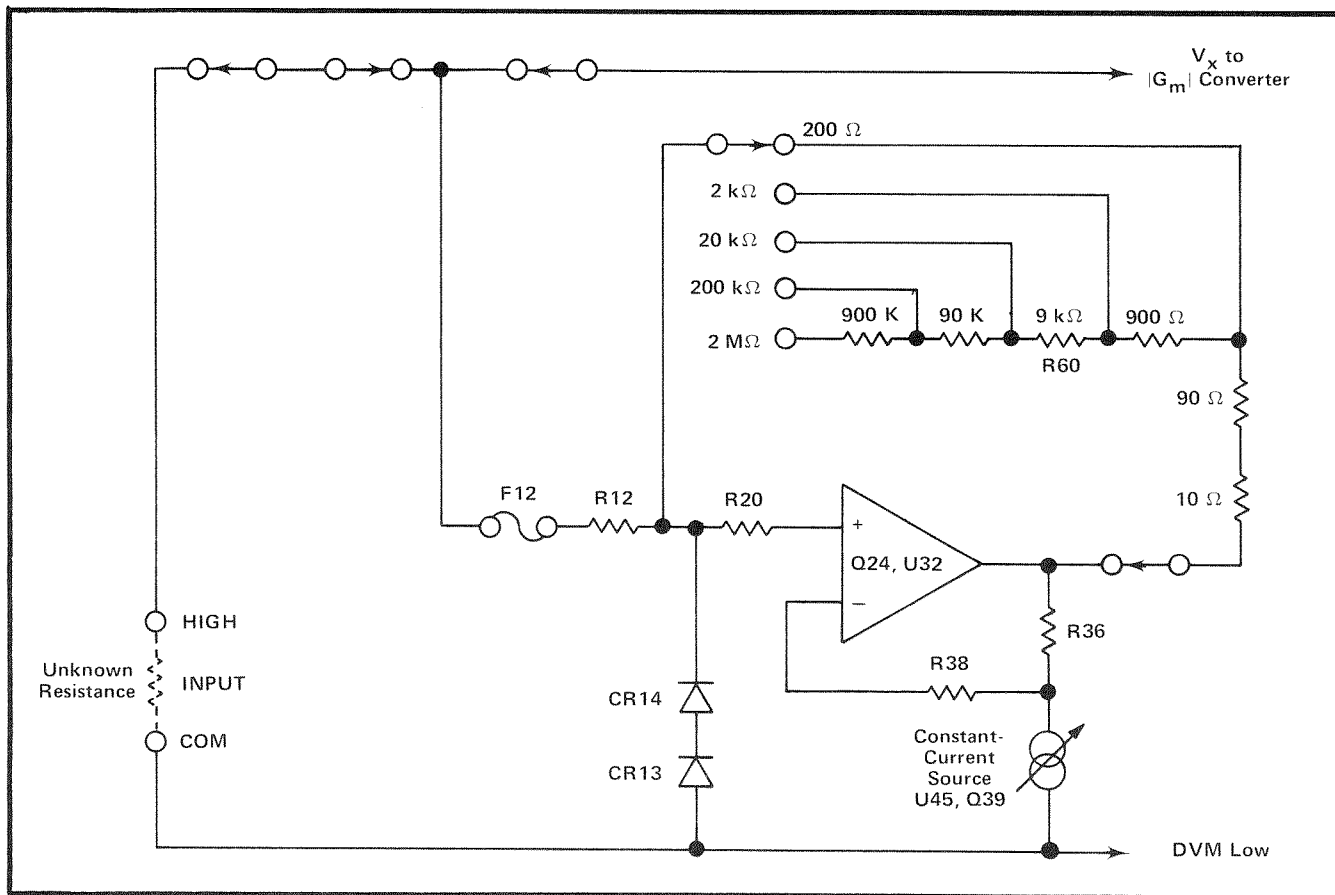 V_x to
|G_m| Converter
200 Ω
2 kΩ
20 kΩ
200 kΩ
900 K
90 K
9 kΩ
900 Ω
2 MΩ
R60
90 Ω
10 Ω
F12
R12
R20
+
Q24, U32
−
R36
R38
HIGH
Unknown
Resistance
INPUT
COM
CR14
CR13
Constant-
Current
Source
U45, Q39
DVM Low